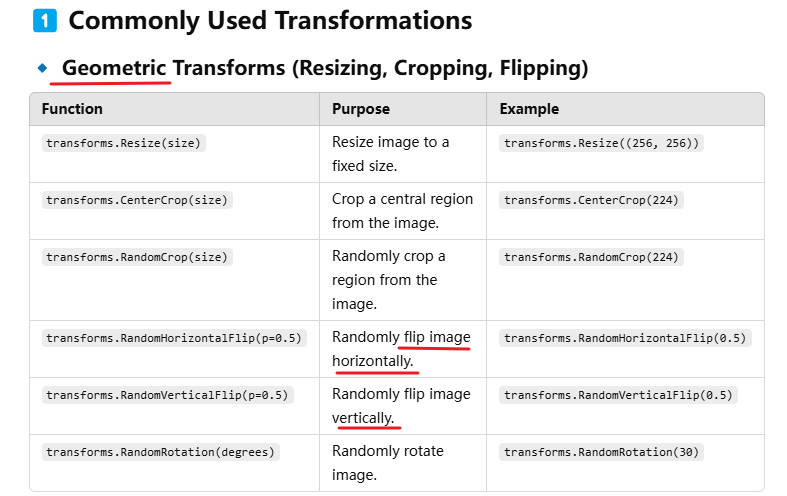 1 Commonly Used Transformations
Geometric Transforms (Resizing, Cropping, Flipping)
Function Purpose Example
transforms.Resize(size) Resize image to a transforms.Resize((256, 256))
fixed size.
transforms.CenterCrop(size) Crop a central region transforms.CenterCrop(224)
from the image.
transforms.RandomCrop(size) Randomly crop a transforms.RandomCrop(224)
region from the
image.
transforms.RandomHorizontalFlip(p=0.5) Randomly flip image transforms.RandomHorizontalFlip(0.5)
horizontally.
transforms.RandomVerticalFlip(p=0.5) Randomly flip image transforms.RandomVerticalFlip(0.5)
vertically.
transforms.RandomRotation(degrees) Randomly rotate transforms.RandomRotation(30)
image.